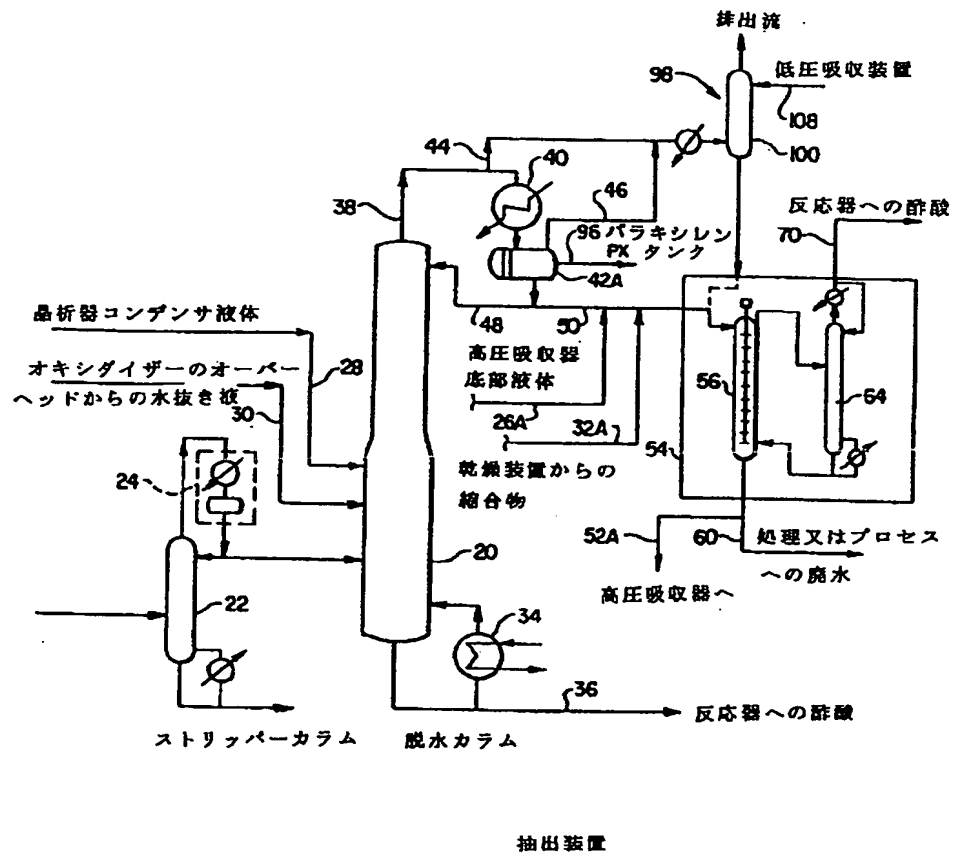 排出流
低圧吸収装置
98
108
100
44
40
46
38
反応器への酢酸
70
96 パラキシレン
PX タンク
42A
晶析器コンデンサ液体
48
50
28
高圧吸収器
底部液体
オキシダイザーのオーバー
ヘッドからの水抜き液
30
56
64
26A
32A
54
乾燥装置からの
縮合物
24
52A
60
処理又はプロセス
への廃水
20
高圧吸収器へ
22
34
36
反応器への酢酸
ストリッパーカラム
脱水カラム
抽出装置